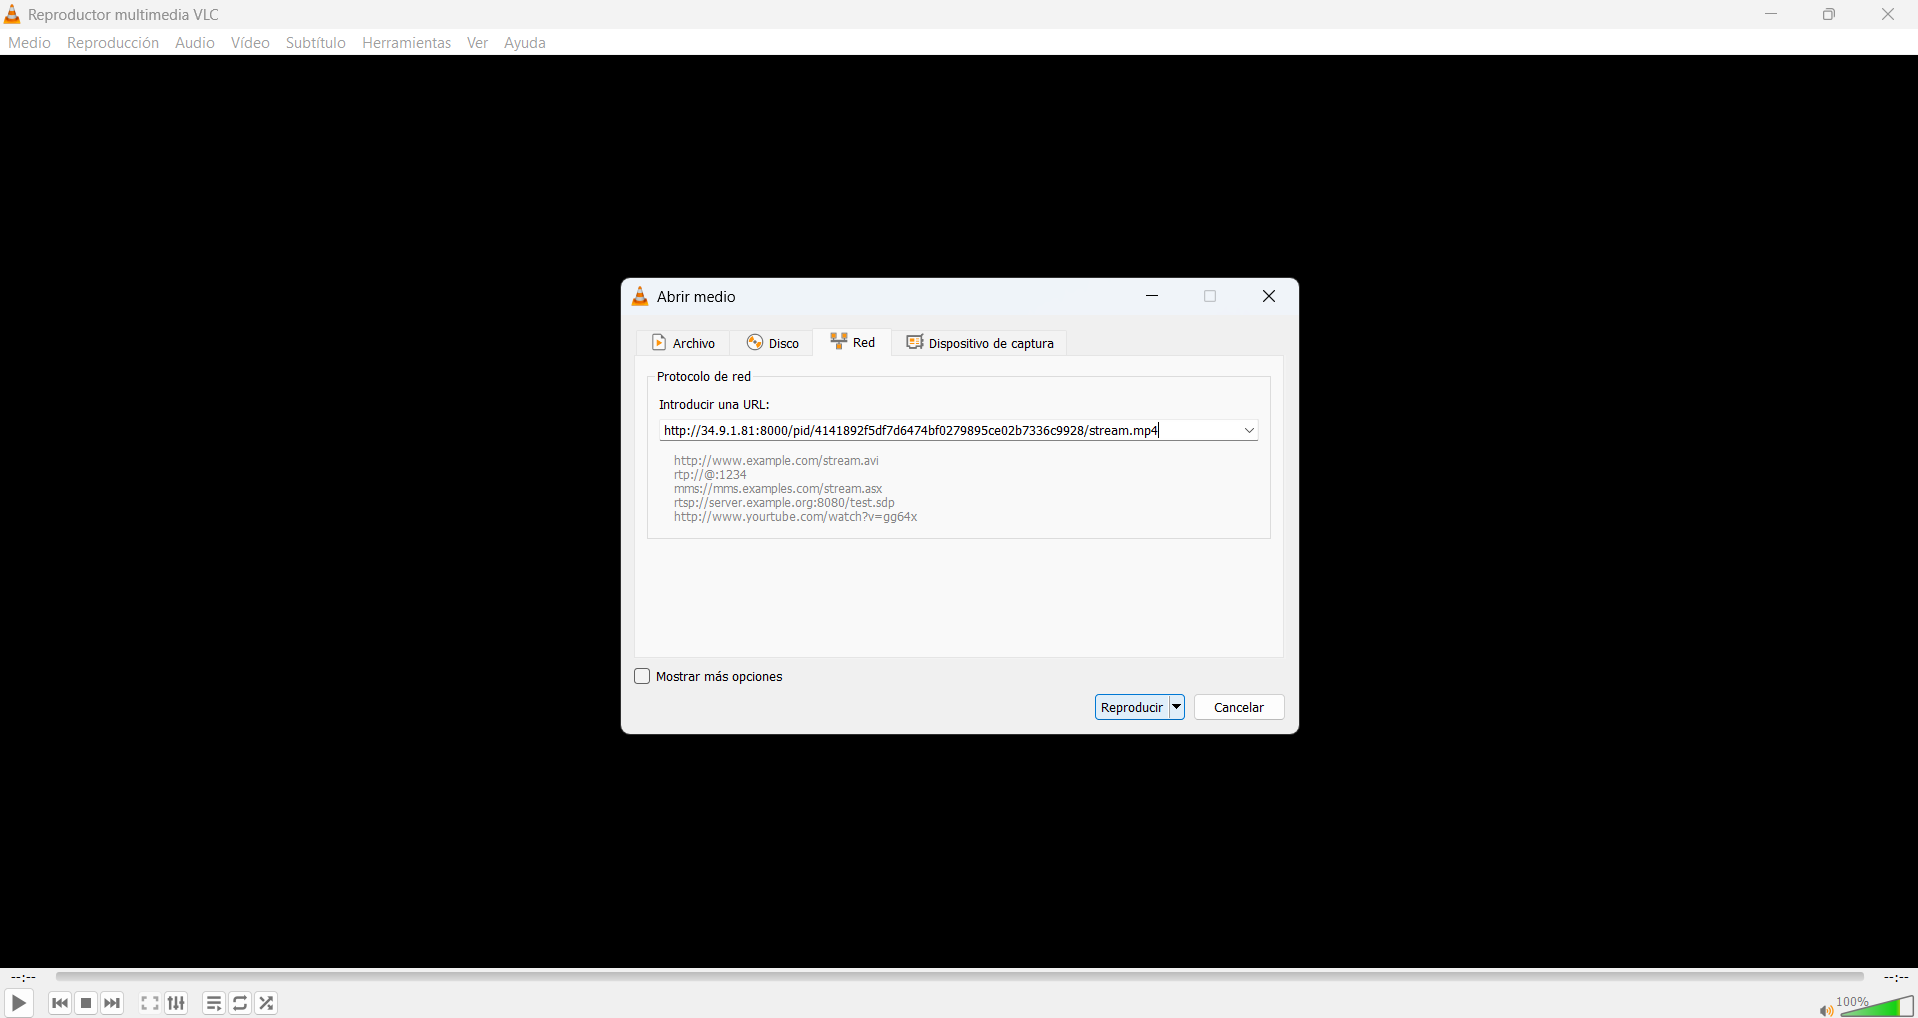 Reproductor multimedia VLC
Medio Reproducción Audio Vídeo Subtítulo Herramientas Ver Ayuda
Abrir medio
Archivo Disco Red Dispositivo de captura
Protocolo de red
Introducir una URL:
http://34.9.1.81:8000/pid/4141892f5df7d6474bf0279895ce02b7336c9928/stream.mp4
http://www.example.com/stream.avi
rtp://@:1234
mms://mms.examples.com/stream.asx
rtsp://server.example.org:8080/test.sdp
http://www.yourtube.com/watch?v=gg64x
Mostrar más opciones
Reproducir Cancelar
--:-- --:--
100%